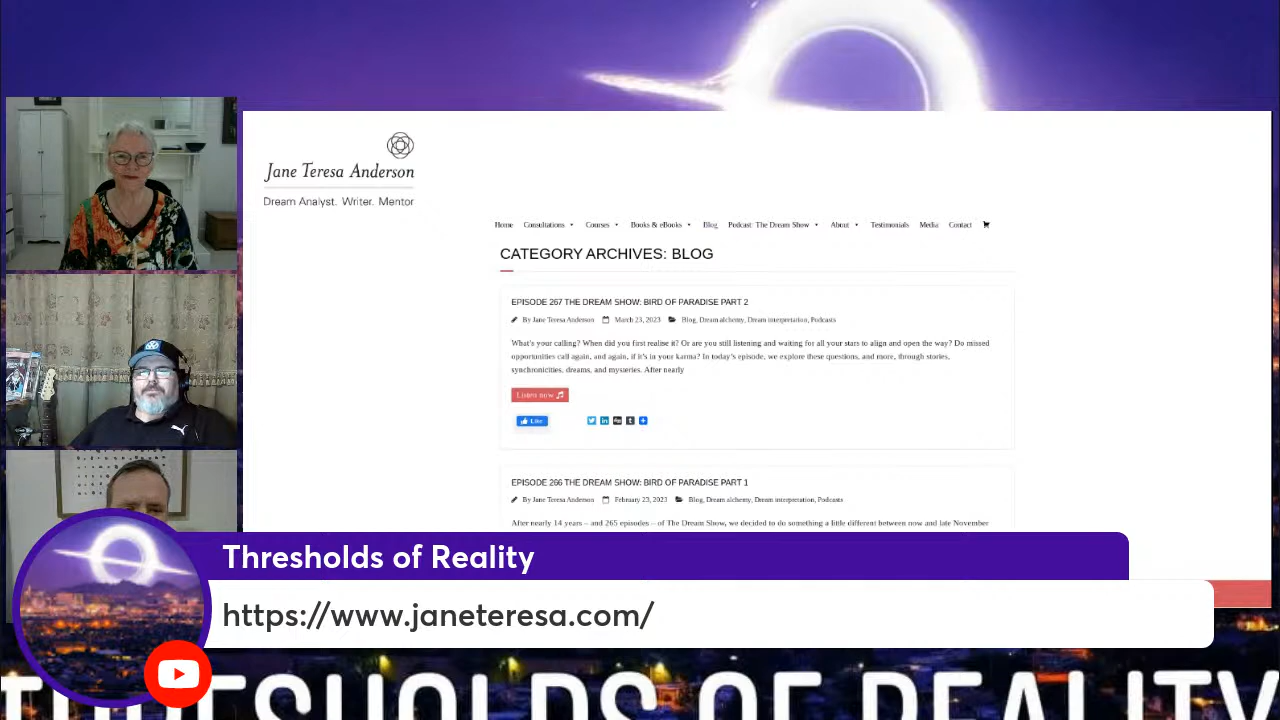 Jane Teresa Anderson
Dream Analyst. Writer. Mentor
Home Consultations Courses Books & eBooks Blog Podcast: The Dream Show About Testimonials Media Contact
CATEGORY ARCHIVES: BLOG
EPISODE 267 THE DREAM SHOW: BIRD OF PARADISE PART 2
By Jane Teresa Anderson March 23, 2023 Blog, Dream alchemy, Dream interpretation, Podcasts
What's your calling? When did you first realise it? Or are you still listening and waiting for all your stars to align and open the way? Do missed
opportunities call again, and again, if it's in your karma? In today's episode, we explore these questions, and more, through stories,
synchronicities, dreams, and mysteries. After nearly
Listen now
Like
EPISODE 266 THE DREAM SHOW: BIRD OF PARADISE PART 1
By Jane Teresa Anderson February 23, 2023 Blog, Dream alchemy, Dream interpretation, Podcasts
After nearly 14 years – and 265 episodes – of The Dream Show, we decided to do something a little different between now and late November
Thresholds of Reality
https://www.janeteresa.com/
THRESHOLDS OF REALITY